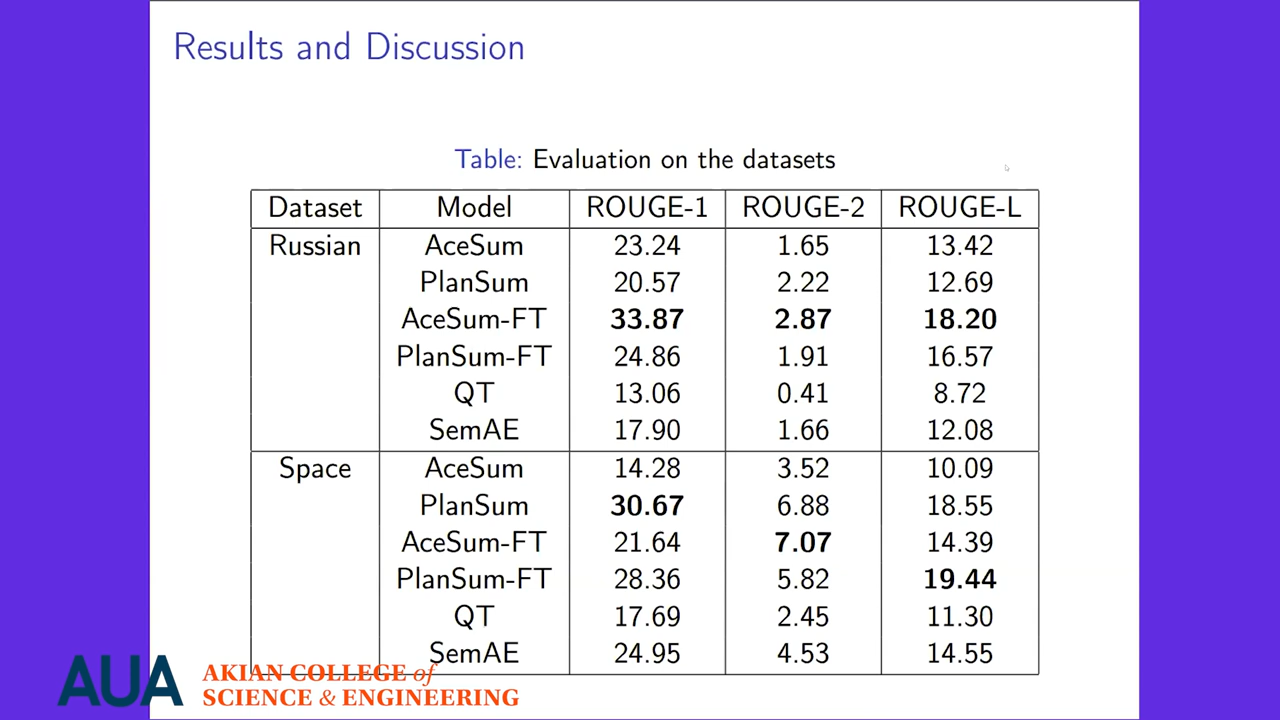 Results and Discussion
Table: Evaluation on the datasets
Dataset Model ROUGE-1 ROUGE-2 ROUGE-L
Russian AceSum 23.24 1.65 13.42
PlanSum 20.57 2.22 12.69
AceSum-FT 33.87 2.87 18.20
PlanSum-FT 24.86 1.91 16.57
QT 13.06 0.41 8.72
SemAE 17.90 1.66 12.08
Space AceSum 14.28 3.52 10.09
PlanSum 30.67 6.88 18.55
AceSum-FT 21.64 7.07 14.39
PlanSum-FT 28.36 5.82 19.44
QT 17.69 2.45 11.30
SemAE 24.95 4.53 14.55
AUA AKIAN COLLEGE of
SCIENCE & ENGINEERING